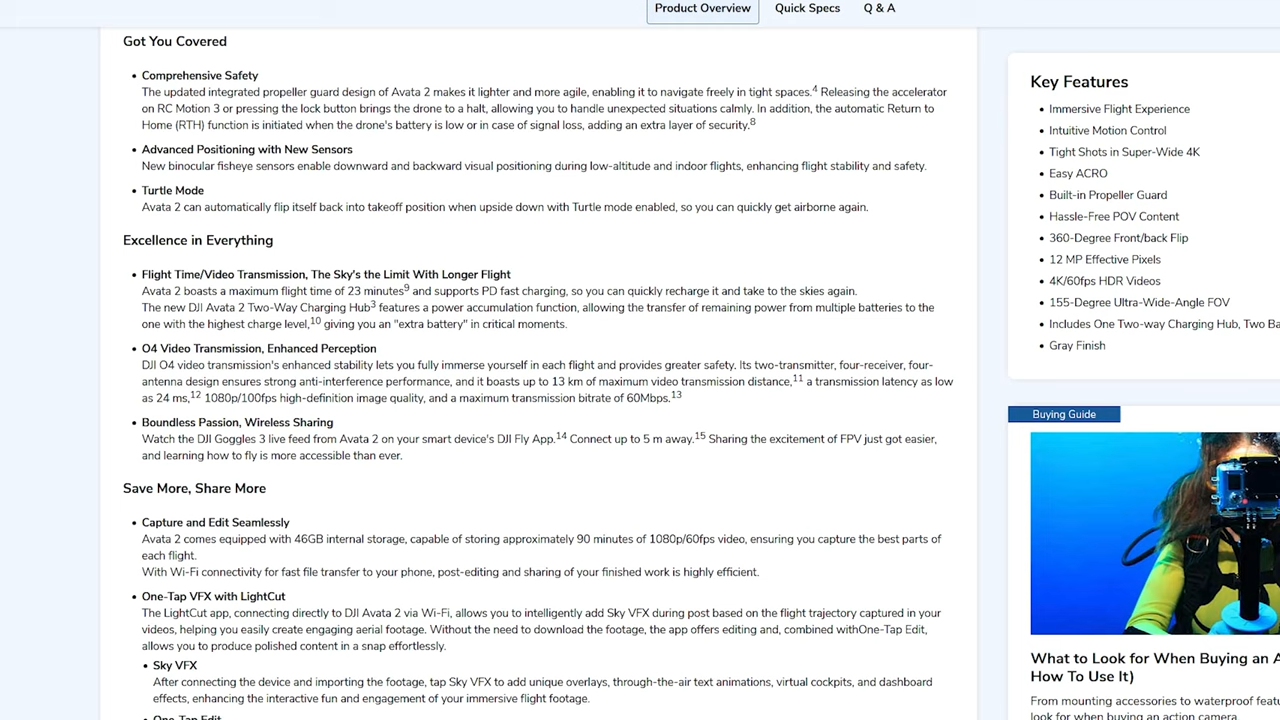 Product Overview
Quick Specs
Q & A
Got You Covered
• Comprehensive Safety
The updated integrated propeller guard design of Avata 2 makes it lighter and more agile, enabling it to navigate freely in tight spaces.4 Releasing the accelerator
on RC Motion 3 or pressing the lock button brings the drone to a halt, allowing you to handle unexpected situations calmly. In addition, the automatic Return to
Home (RTH) function is initiated when the drone's battery is low or in case of signal loss, adding an extra layer of security.8
• Advanced Positioning with New Sensors
New binocular fisheye sensors enable downward and backward visual positioning during low-altitude and indoor flights, enhancing flight stability and safety.
• Turtle Mode
Avata 2 can automatically flip itself back into takeoff position when upside down with Turtle mode enabled, so you can quickly get airborne again.
Excellence in Everything
• Flight Time/Video Transmission, The Sky's the Limit With Longer Flight
Avata 2 boasts a maximum flight time of 23 minutes9 and supports PD fast charging, so you can quickly recharge it and take to the skies again.
The new DJI Avata 2 Two-Way Charging Hub3 features a power accumulation function, allowing the transfer of remaining power from multiple batteries to the
one with the highest charge level,10 giving you an "extra battery" in critical moments.
• O4 Video Transmission, Enhanced Perception
DJI O4 video transmission's enhanced stability lets you fully immerse yourself in each flight and provides greater safety. Its two-transmitter, four-receiver, four-
antenna design ensures strong anti-interference performance, and it boasts up to 13 km of maximum video transmission distance,11 a transmission latency as low
as 24 ms,12 1080p/100fps high-definition image quality, and a maximum transmission bitrate of 60Mbps.13
• Boundless Passion, Wireless Sharing
Watch the DJI Goggles 3 live feed from Avata 2 on your smart device's DJI Fly App.14 Connect up to 5 m away.15 Sharing the excitement of FPV just got easier,
and learning how to fly is more accessible than ever.
Save More, Share More
• Capture and Edit Seamlessly
Avata 2 comes equipped with 46GB internal storage, capable of storing approximately 90 minutes of 1080p/60fps video, ensuring you capture the best parts of
each flight.
With Wi-Fi connectivity for fast file transfer to your phone, post-editing and sharing of your finished work is highly efficient.
• One-Tap VFX with LightCut
The LightCut app, connecting directly to DJI Avata 2 via Wi-Fi, allows you to intelligently add Sky VFX during post based on the flight trajectory captured in your
videos, helping you easily create engaging aerial footage. Without the need to download the footage, the app offers editing and, combined withOne-Tap Edit,
allows you to produce polished content in a snap effortlessly.
• Sky VFX
After connecting the device and importing the footage, tap Sky VFX to add unique overlays, through-the-air text animations, virtual cockpits, and dashboard
effects, enhancing the interactive fun and engagement of your immersive flight footage.
• One-Tap Edit
Key Features
• Immersive Flight Experience
• Intuitive Motion Control
• Tight Shots in Super-Wide 4K
• Easy ACRO
• Built-in Propeller Guard
• Hassle-Free POV Content
• 360-Degree Front/back Flip
• 12 MP Effective Pixels
• 4K/60fps HDR Videos
• 155-Degree Ultra-Wide-Angle FOV
• Includes One Two-way Charging Hub, Two Ba
• Gray Finish
Buying Guide
What to Look for When Buying an A
How To Use It)
From mounting accessories to waterproof featu
look for when buying an action camera